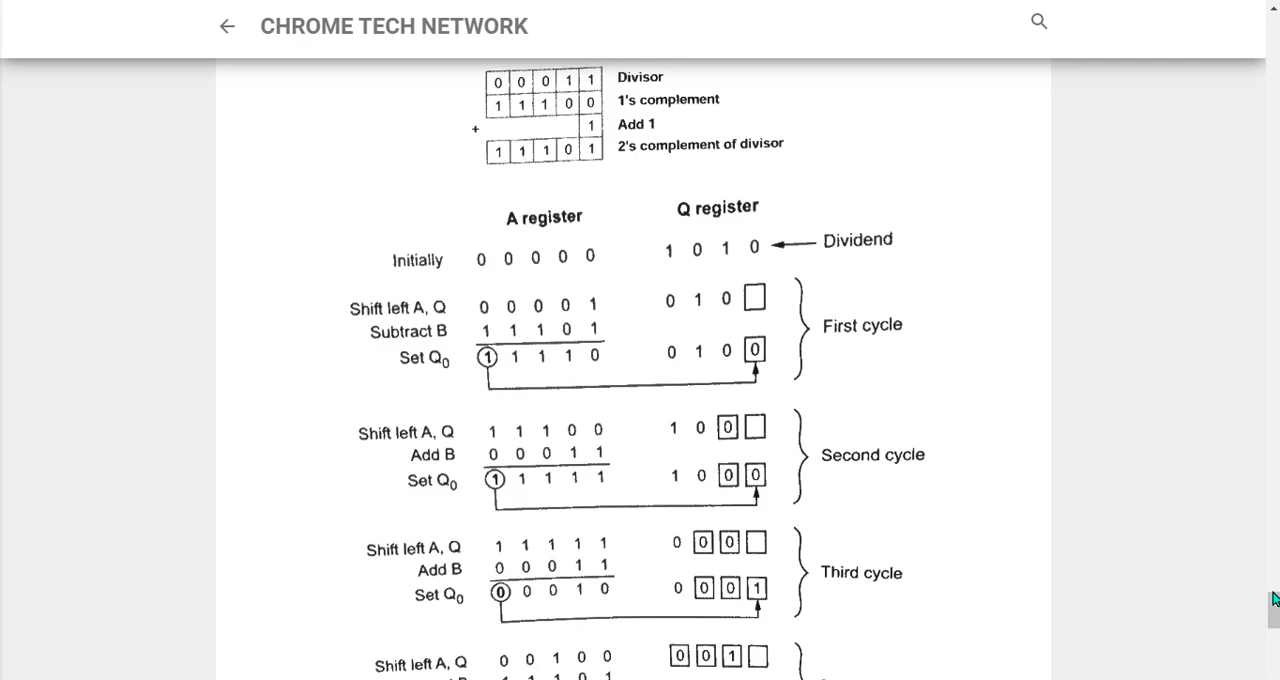 CHROME TECH NETWORK
0 0 0 1 1 Divisor
1 1 1 0 0 1's complement
+ 1 Add 1
1 1 1 0 1 2's complement of divisor
A register Q register
Initially 0 0 0 0 0 1 0 1 0 Dividend
Shift left A, Q 0 0 0 0 1 0 1 0
Subtract B 1 1 1 0 1
First cycle
Set Q0 1 1 1 1 0 0 1 0 0
Shift left A, Q 1 1 1 0 0 1 0 0
Add B 0 0 0 1 1
Second cycle
Set Q0 1 1 1 1 1 1 0 0 0
Shift left A, Q 1 1 1 1 1 0 0 0
Add B 0 0 0 1 1
Third cycle
Set Q0 0 0 0 1 0 0 0 0 1
Shift left A, Q 0 0 1 0 0 0 0 1